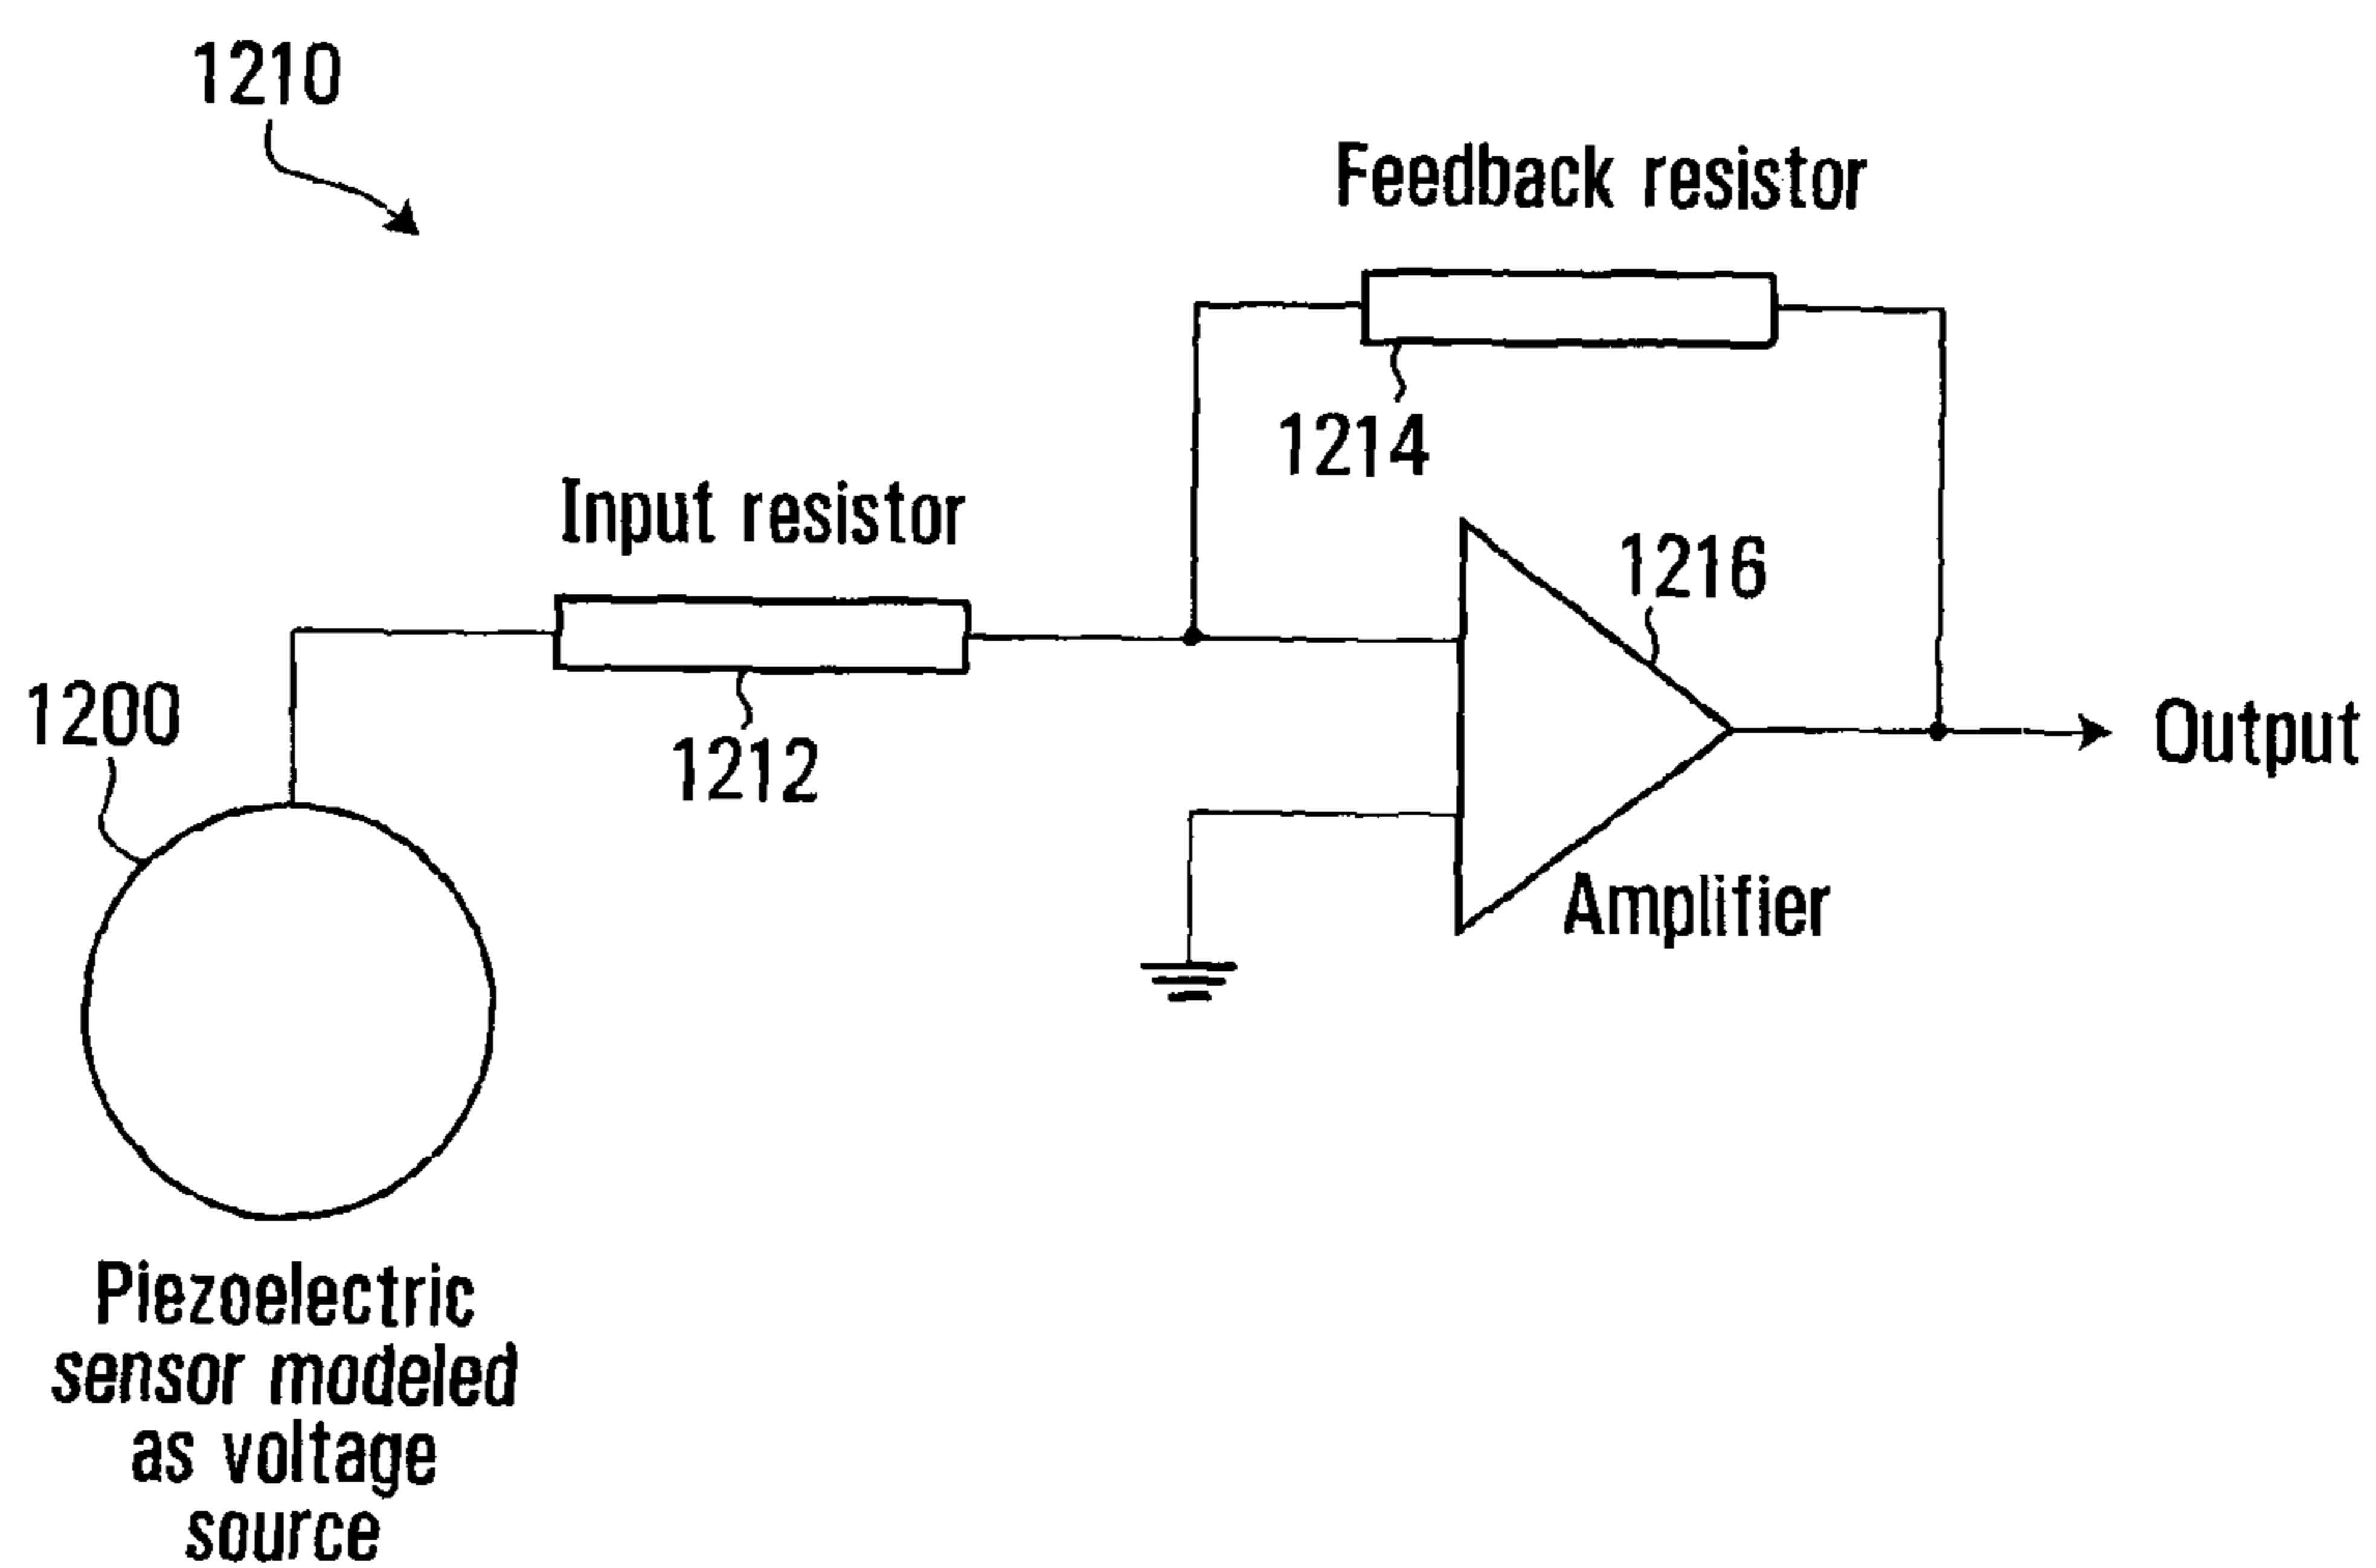 1210
Feedback resistor
1214
Input resistor
1216
1212
1200
Output
Amplifier
Piezoelectric
sensor modeled
as voltage
source